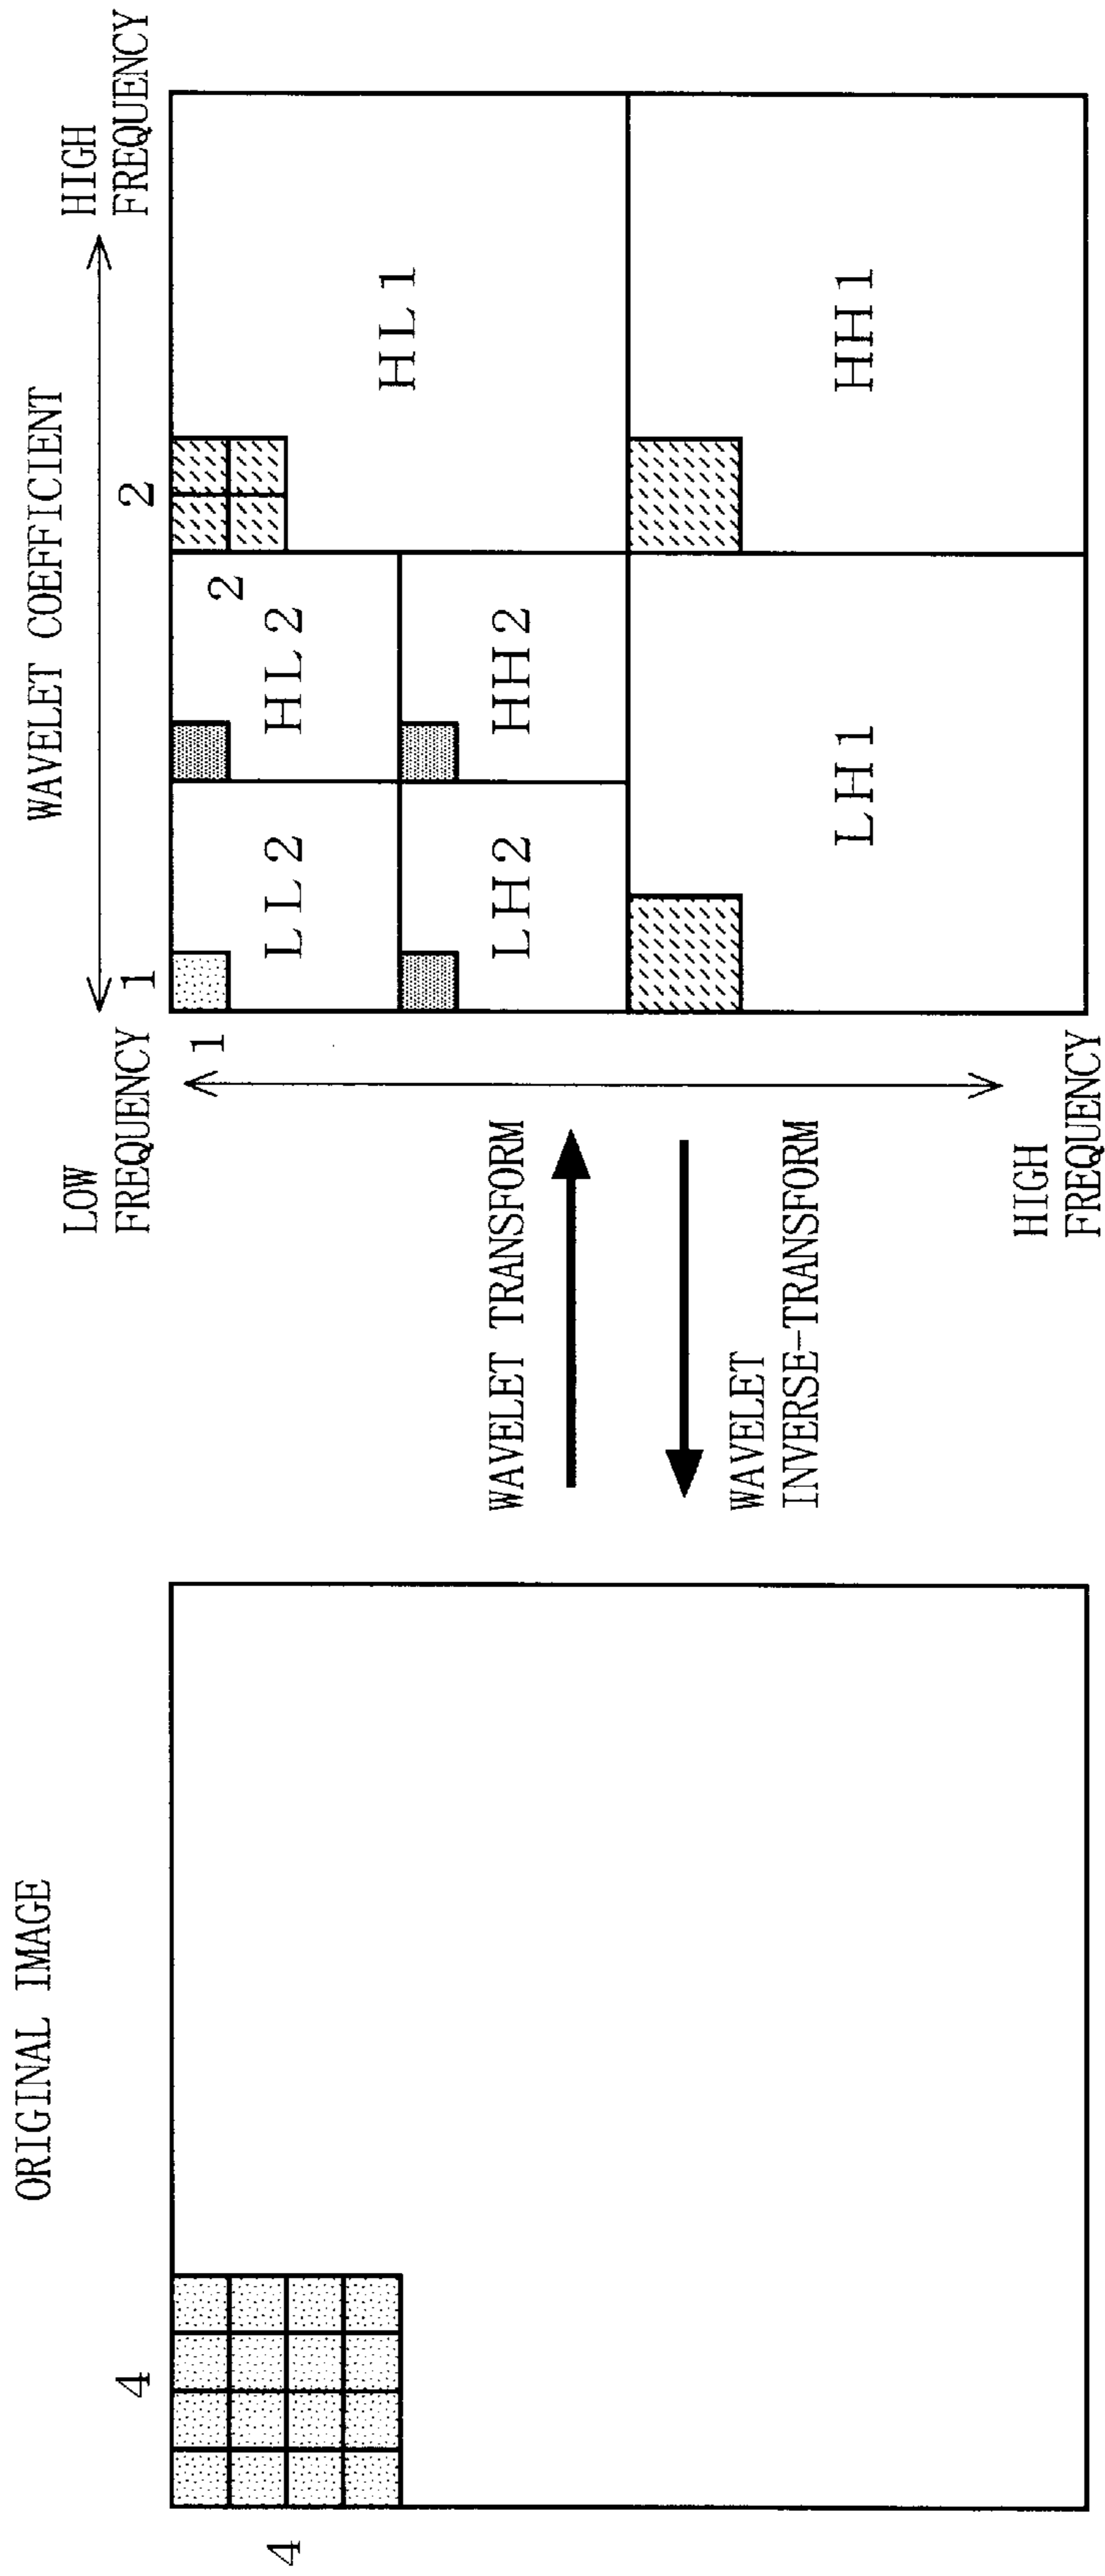 ORIGINAL IMAGE
4
4
WAVELET TRANSFORM
WAVELET
INVERSE-TRANSFORM
WAVELET COEFFICIENT
LOW
FREQUENCY
HIGH
FREQUENCY
1
2
1
2
LL2
HL2
HL1
LH2
HH2
LH1
HH1
HIGH
FREQUENCY